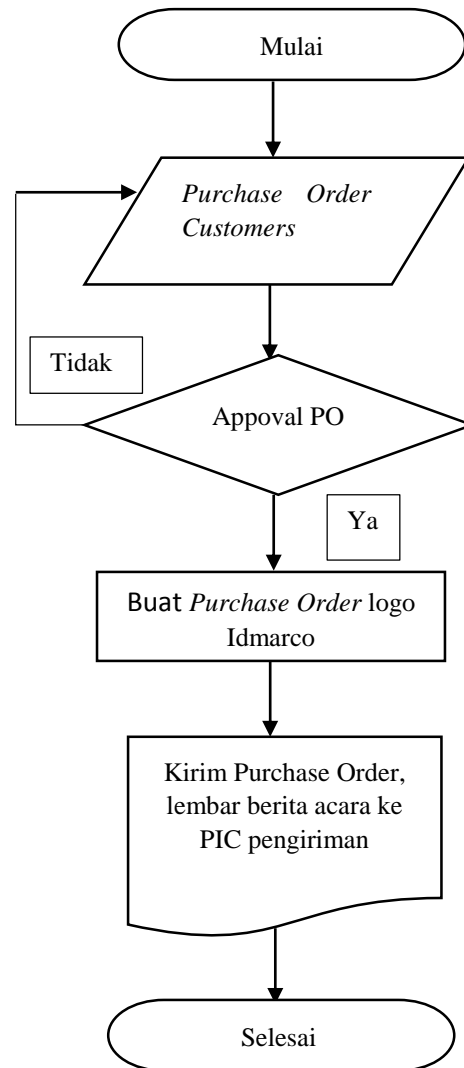 Mulai
Purchase Order
Customers
Tidak
Appoval PO
Ya
Buat Purchase Order logo
Idmarco
Kirim Purchase Order,
lembar berita acara ke
PIC pengiriman
Selesai